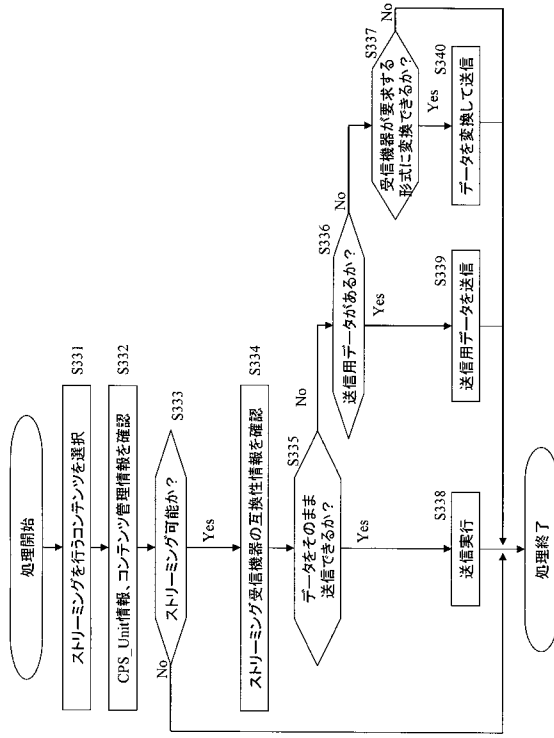 処理開始
S331
ストリーミングを行うコンテンツを選択
S332
CPS_Unit情報、コンテンツ管理情報を確認
S333
ストリーミング可能か？
No
Yes
S334
ストリーミング受信機器の互換性情報を確認
S335
データをそのまま
送信できるか？
No
Yes
S336
送信用データがあるか？
No
Yes
S337
受信機器が要求する
形式に変換できるか？
No
Yes
S338
送信実行
S339
送信用データを送信
S340
データを変換して送信
処理終了